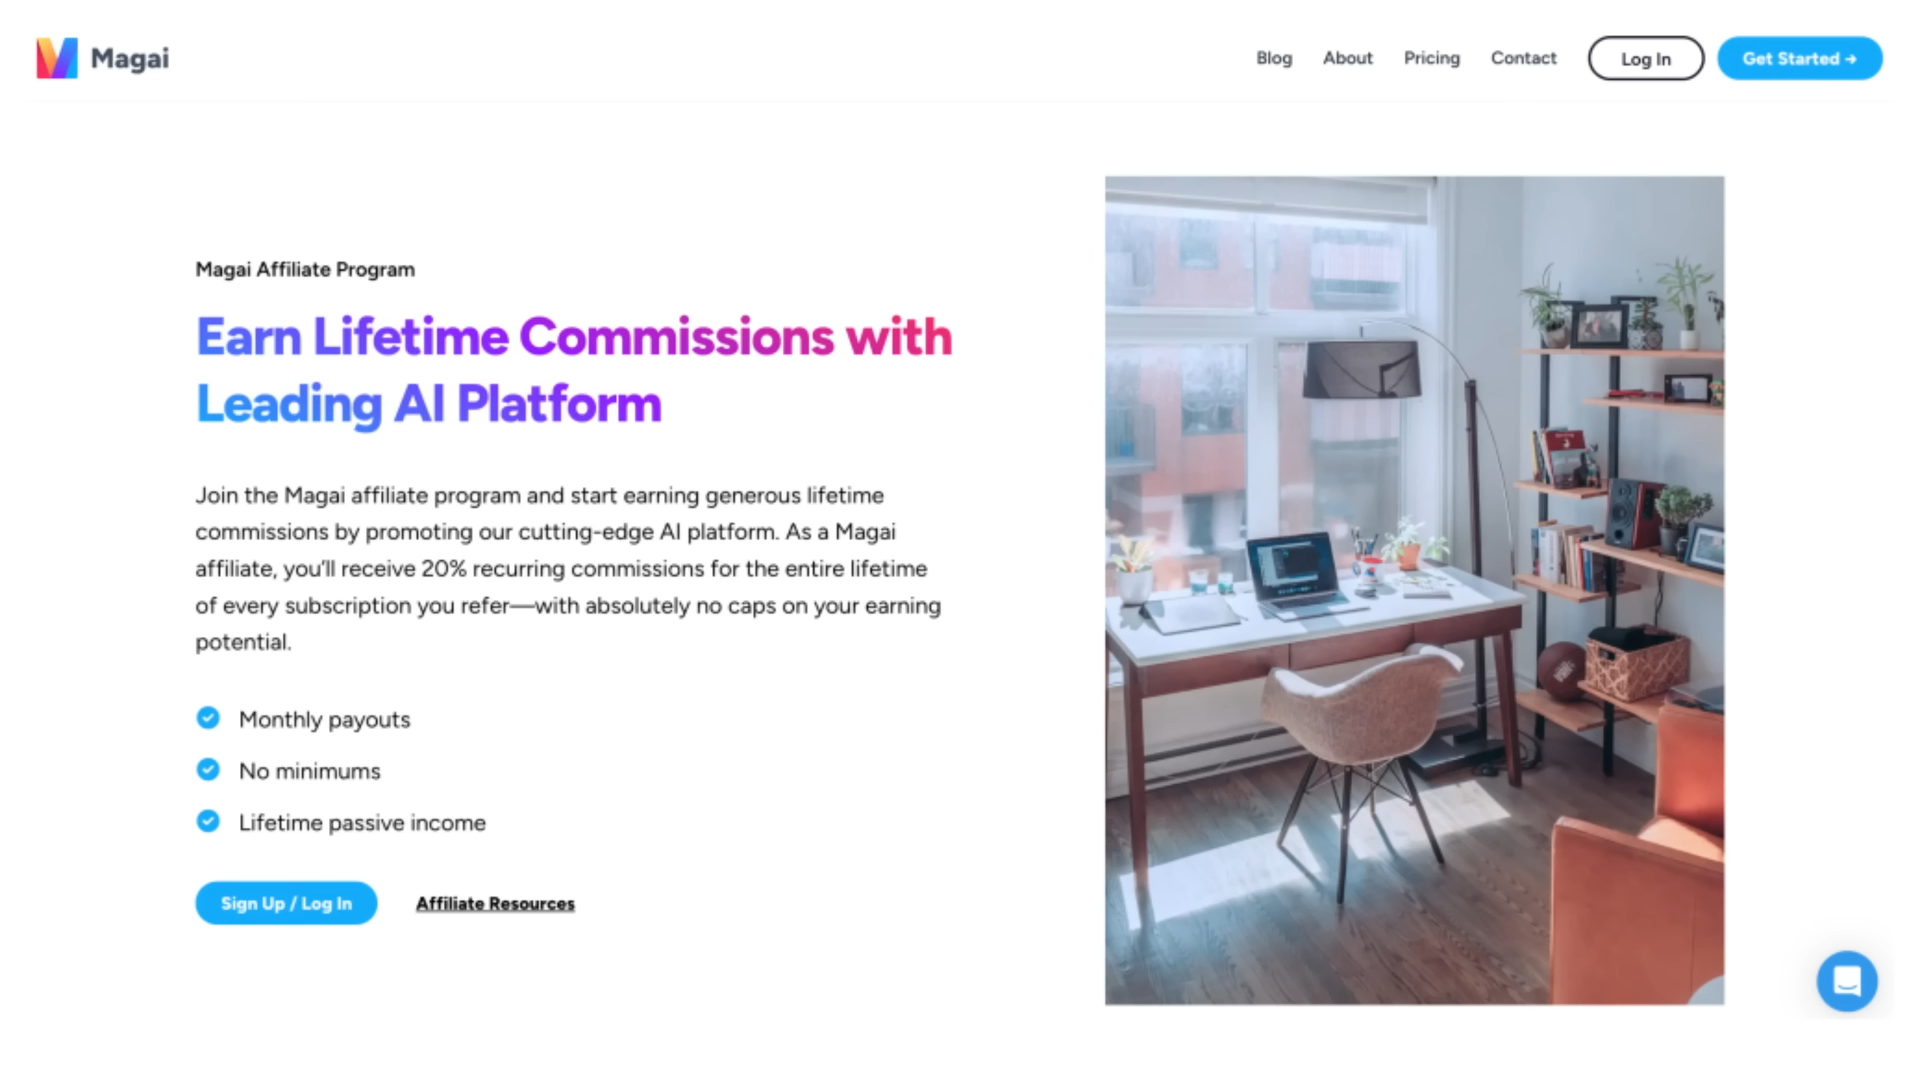 Magai
Blog
About
Pricing
Contact
Log In
Get Started →
Magai Affiliate Program
Earn Lifetime Commissions with
Leading AI Platform
Join the Magai affiliate program and start earning generous lifetime
commissions by promoting our cutting-edge AI platform. As a Magai
affiliate, you'll receive 20% recurring commissions for the entire lifetime
of every subscription you refer—with absolutely no caps on your earning
potential.
Monthly payouts
No minimums
Lifetime passive income
Sign Up / Log In
Affiliate Resources